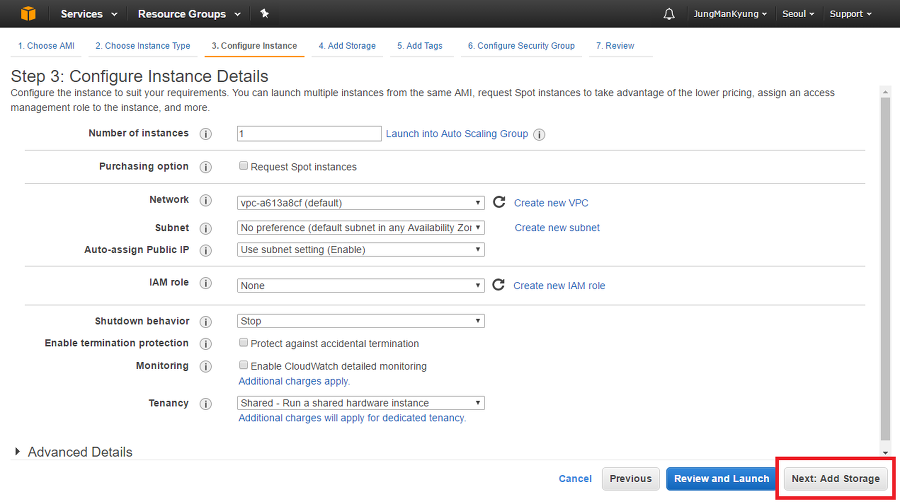 Services Resource Groups JungManKyung Seoul Support
1. Choose AMI 2. Choose Instance Type 3. Configure Instance 4. Add Storage 5. Add Tags 6. Configure Security Group 7. Review
Step 3: Configure Instance Details
Configure the instance to suit your requirements. You can launch multiple instances from the same AMI, request Spot instances to take advantage of the lower pricing, assign an access
management role to the instance, and more.
Number of instances 1 Launch into Auto Scaling Group
Purchasing option Request Spot instances
Network vpc-a613a8cf (default) Create new VPC
Subnet No preference (default subnet in any Availability Zor Create new subnet
Auto-assign Public IP Use subnet setting (Enable)
IAM role None Create new IAM role
Shutdown behavior Stop
Enable termination protection Protect against accidental termination
Monitoring Enable CloudWatch detailed monitoring
Additional charges apply.
Tenancy Shared - Run a shared hardware instance
Additional charges will apply for dedicated tenancy.
Advanced Details
Cancel Previous Review and Launch Next: Add Storage